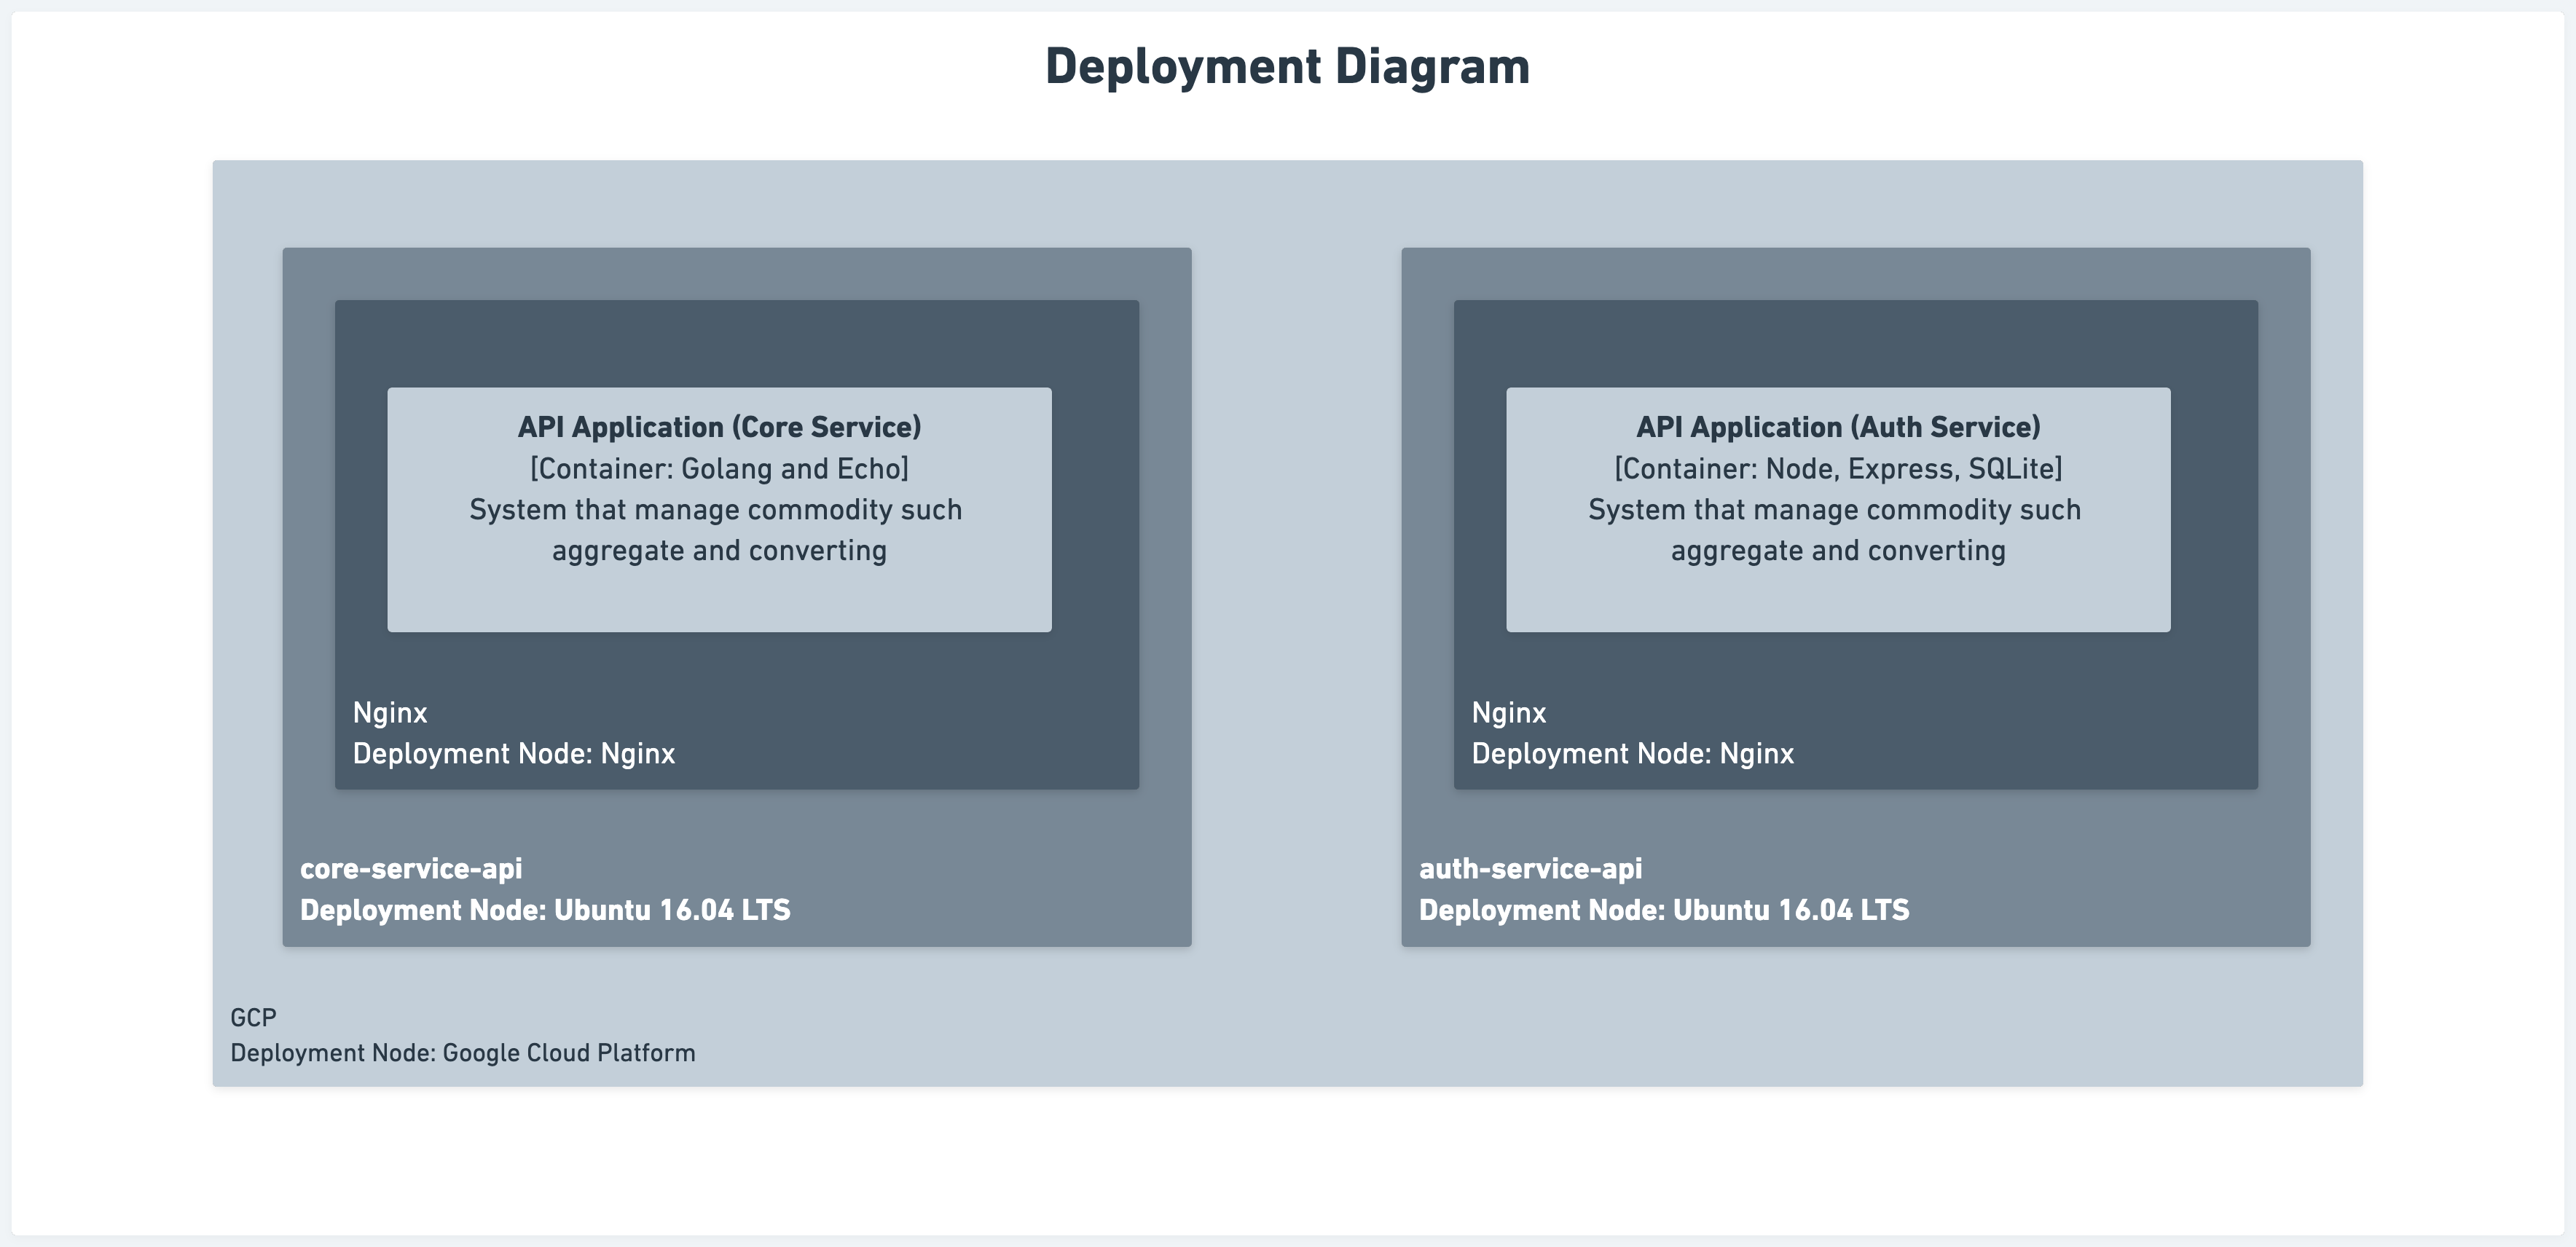 Deployment Diagram
API Application (Core Service)
[Container: Golang and Echo]
System that manage commodity such
aggregate and converting
Nginx
Deployment Node: Nginx
core-service-api
Deployment Node: Ubuntu 16.04 LTS
API Application (Auth Service)
[Container: Node, Express, SQLite]
System that manage commodity such
aggregate and converting
Nginx
Deployment Node: Nginx
auth-service-api
Deployment Node: Ubuntu 16.04 LTS
GCP
Deployment Node: Google Cloud Platform